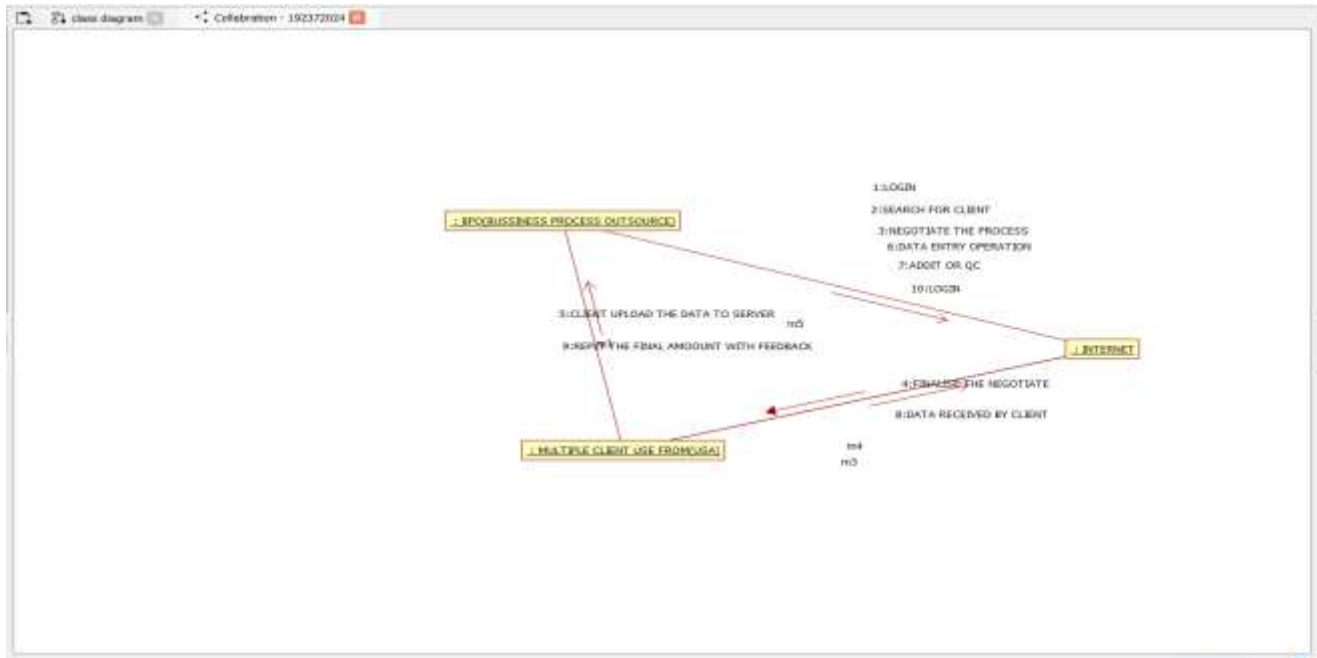 class diagram
Collebration - 192372024
1:LOGIN
2:SEARCH FOR CLIENT
3:NEGOTIATE THE PROCESS
6:DATA ENTRY OPERATION
7:ADDIT OR QC
10:LOGIN
: BPO(BUSSINESS PROCESS OUTSOURCE)
5:CLIENT UPLOAD THE DATA TO SERVER
m5
9: THE FINAL AMOOUNT WITH FEEDBACK
: INTERNET
4:FINALISE THE NEGOTIATE
8:DATA RECEIVED BY CLIENT
: MULTIPLE CLIENT USE FROM(USA)
m4
m3